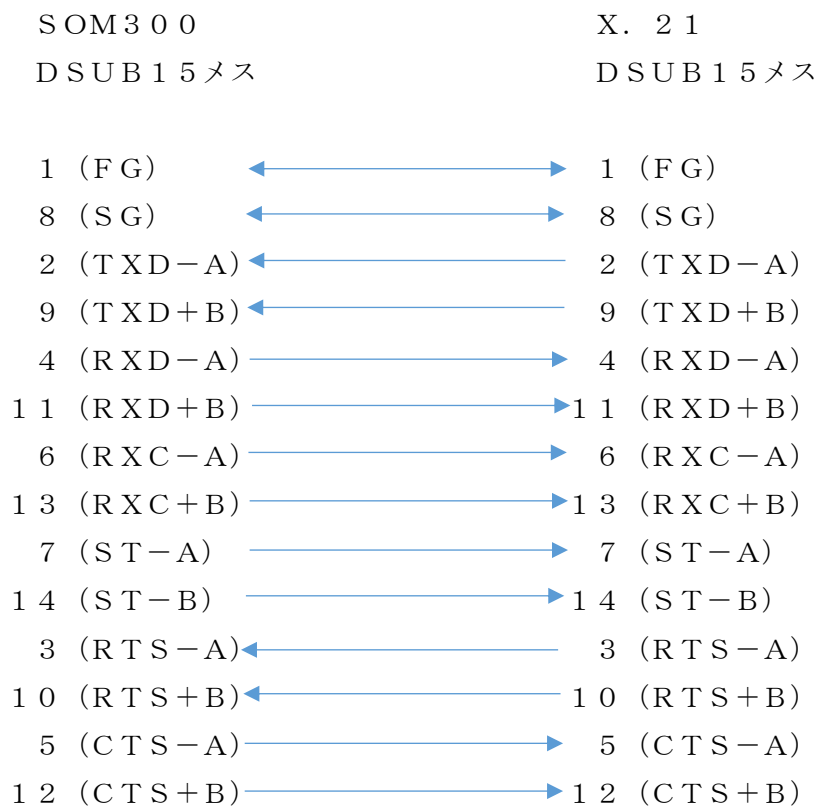 ＳＯＭ３００ Ｘ．２１
ＤＳＵＢ１５メス ＤＳＵＢ１５メス
１（ＦＧ） １（ＦＧ）
８（ＳＧ） ８（ＳＧ）
２（ＴＸＤ－Ａ） ２（ＴＸＤ－Ａ）
９（ＴＸＤ＋Ｂ） ９（ＴＸＤ＋Ｂ）
４（ＲＸＤ－Ａ） ４（ＲＸＤ－Ａ）
１１（ＲＸＤ＋Ｂ） １１（ＲＸＤ＋Ｂ）
６（ＲＸＣ－Ａ） ６（ＲＸＣ－Ａ）
１３（ＲＸＣ＋Ｂ） １３（ＲＸＣ＋Ｂ）
７（ＳＴ－Ａ） ７（ＳＴ－Ａ）
１４（ＳＴ－Ｂ） １４（ＳＴ－Ｂ）
３（ＲＴＳ－Ａ） ３（ＲＴＳ－Ａ）
１０（ＲＴＳ＋Ｂ） １０（ＲＴＳ＋Ｂ）
５（ＣＴＳ－Ａ） ５（ＣＴＳ－Ａ）
１２（ＣＴＳ＋Ｂ） １２（ＣＴＳ＋Ｂ）